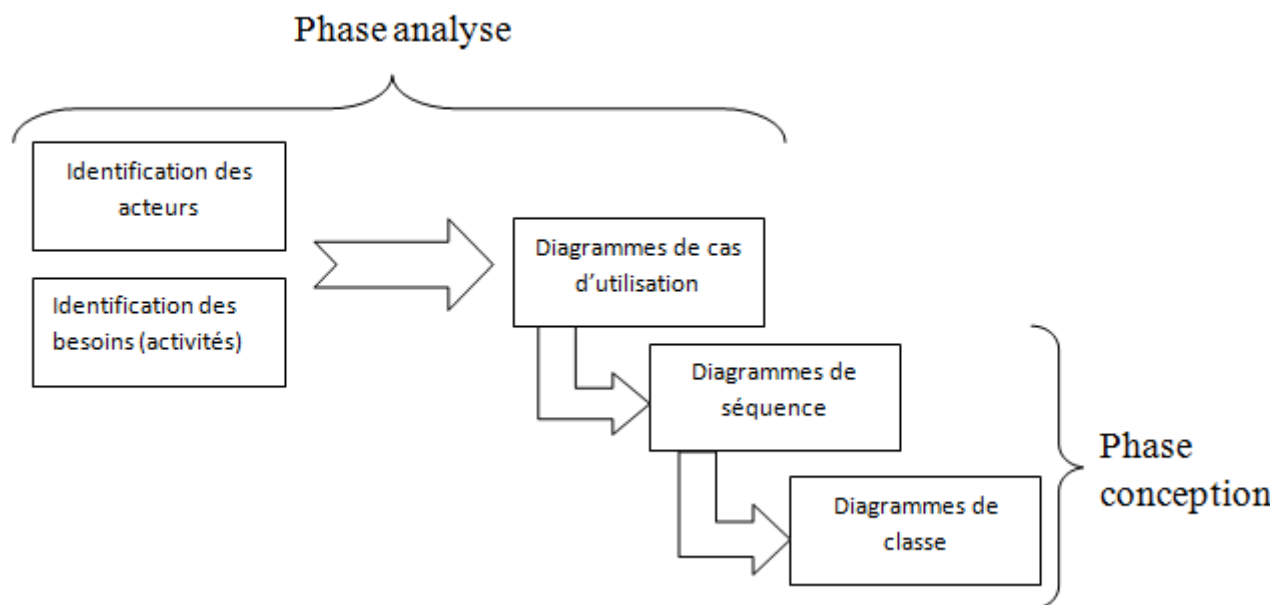 Phase analyse
Identification des
acteurs
Identification des
besoins (activités)
Diagrammes de cas
d'utilisation
Diagrammes de
séquence
Diagrammes de
classe
Phase
conception